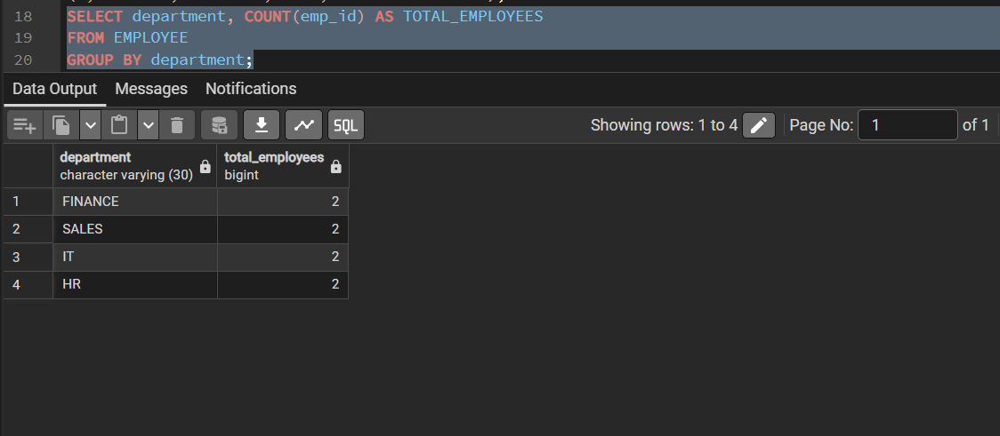 18 SELECT department, COUNT(emp_id) AS TOTAL_EMPLOYEES
19 FROM EMPLOYEE
20 GROUP BY department;
Data Output Messages Notifications
SQL Showing rows: 1 to 4 Page No: 1 of 1
department total_employees
character varying (30) bigint
1 FINANCE 2
2 SALES 2
3 IT 2
4 HR 2